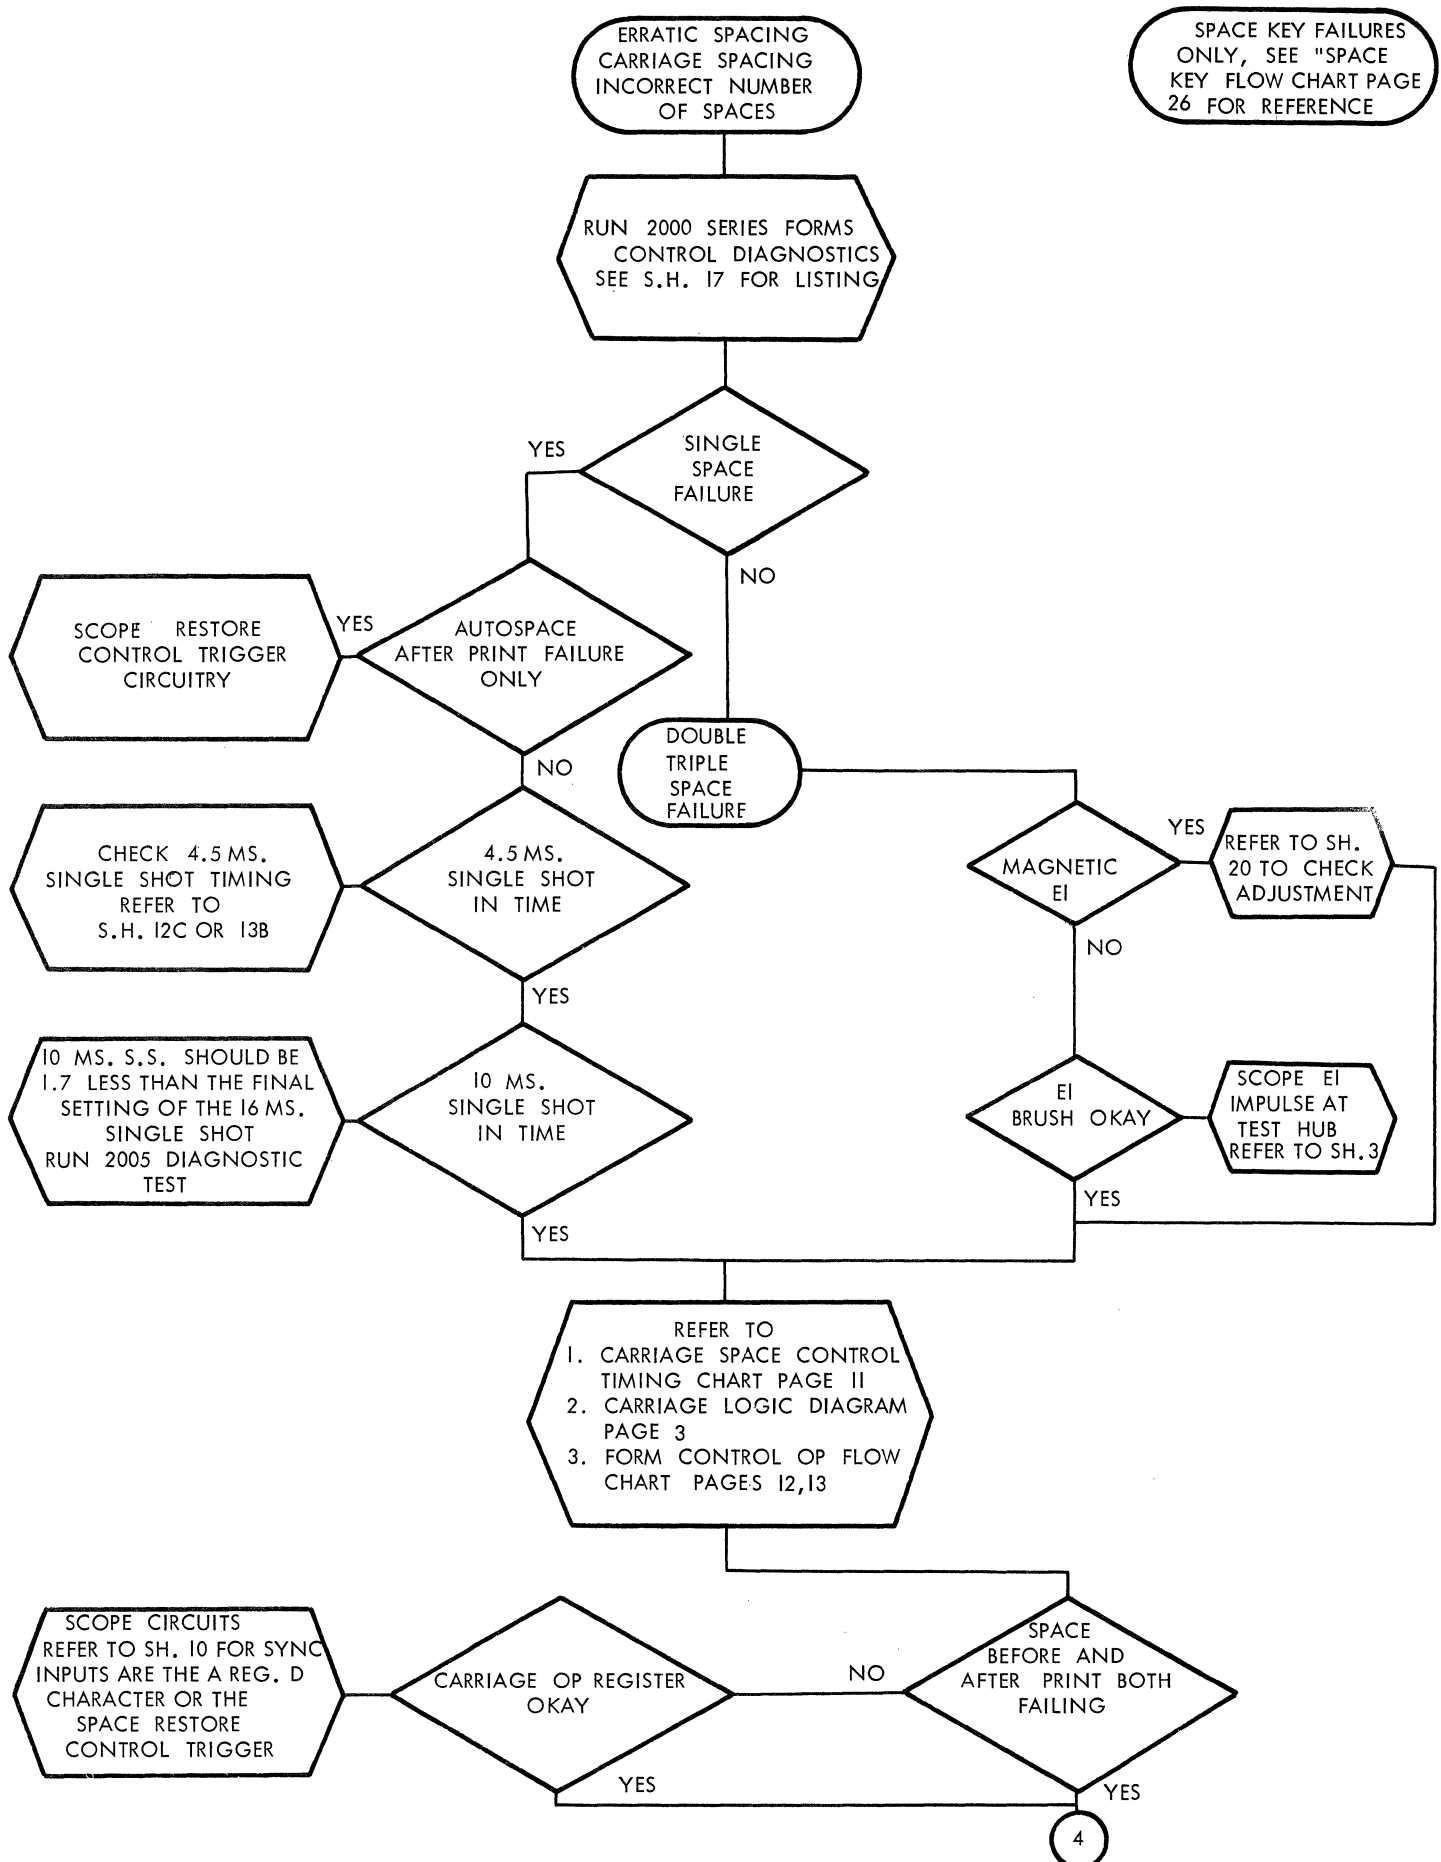 ERRATIC SPACING
CARRIAGE SPACING
INCORRECT NUMBER
OF SPACES
SPACE KEY FAILURES
ONLY, SEE "SPACE
KEY FLOW CHART PAGE
26 FOR REFERENCE
RUN 2000 SERIES FORMS
CONTROL DIAGNOSTICS
SEE S.H. 17 FOR LISTING
YES
SINGLE
SPACE
FAILURE
NO
SCOPE RESTORE
CONTROL TRIGGER
CIRCUITRY
YES
AUTOSPACE
AFTER PRINT FAILURE
ONLY
NO
DOUBLE
TRIPLE
SPACE
FAILURE
CHECK 4.5 MS.
SINGLE SHOT TIMING
REFER TO
S.H. 12C OR 13B
4.5 MS.
SINGLE SHOT
IN TIME
YES
MAGNETIC
EI
YES
REFER TO SH.
20 TO CHECK
ADJUSTMENT
NO
10 MS. S.S. SHOULD BE
1.7 LESS THAN THE FINAL
SETTING OF THE 16 MS.
SINGLE SHOT
RUN 2005 DIAGNOSTIC
TEST
10 MS.
SINGLE SHOT
IN TIME
YES
EI
BRUSH OKAY
SCOPE EI
IMPULSE AT
TEST HUB
REFER TO SH. 3
YES
REFER TO
1. CARRIAGE SPACE CONTROL
TIMING CHART PAGE 11
2. CARRIAGE LOGIC DIAGRAM
PAGE 3
3. FORM CONTROL OP FLOW
CHART PAGES 12,13
SCOPE CIRCUITS
REFER TO SH. 10 FOR SYNC
INPUTS ARE THE A REG. D
CHARACTER OR THE
SPACE RESTORE
CONTROL TRIGGER
CARRIAGE OP REGISTER
OKAY
YES
NO
SPACE
BEFORE AND
AFTER PRINT BOTH
FAILING
YES
4